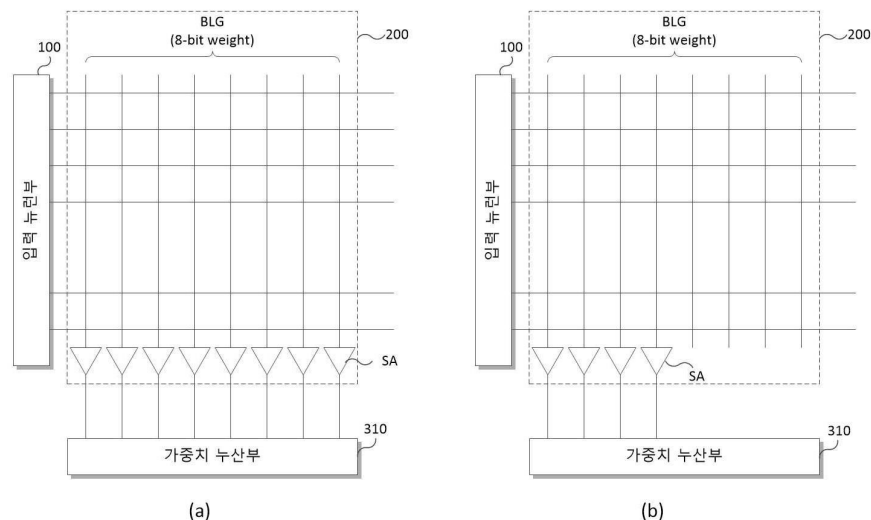 BLG
(8-bit weight)
200
100
입력 뉴런부
SA
310
가중치 누산부
(a)
BLG
(8-bit weight)
200
100
입력 뉴런부
SA
310
가중치 누산부
(b)